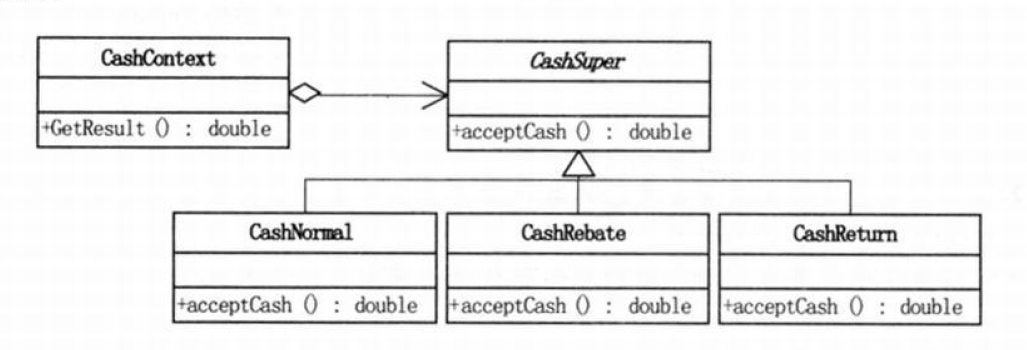 CashContext
+GetResult () : double
CashSuper
+acceptCash () : double
CashNormal
+acceptCash () : double
CashRebate
+acceptCash () : double
CashReturn
+acceptCash () : double